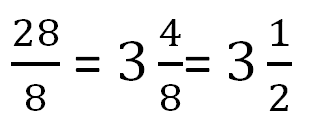 28/8 = 3 4/8 = 3 1/2